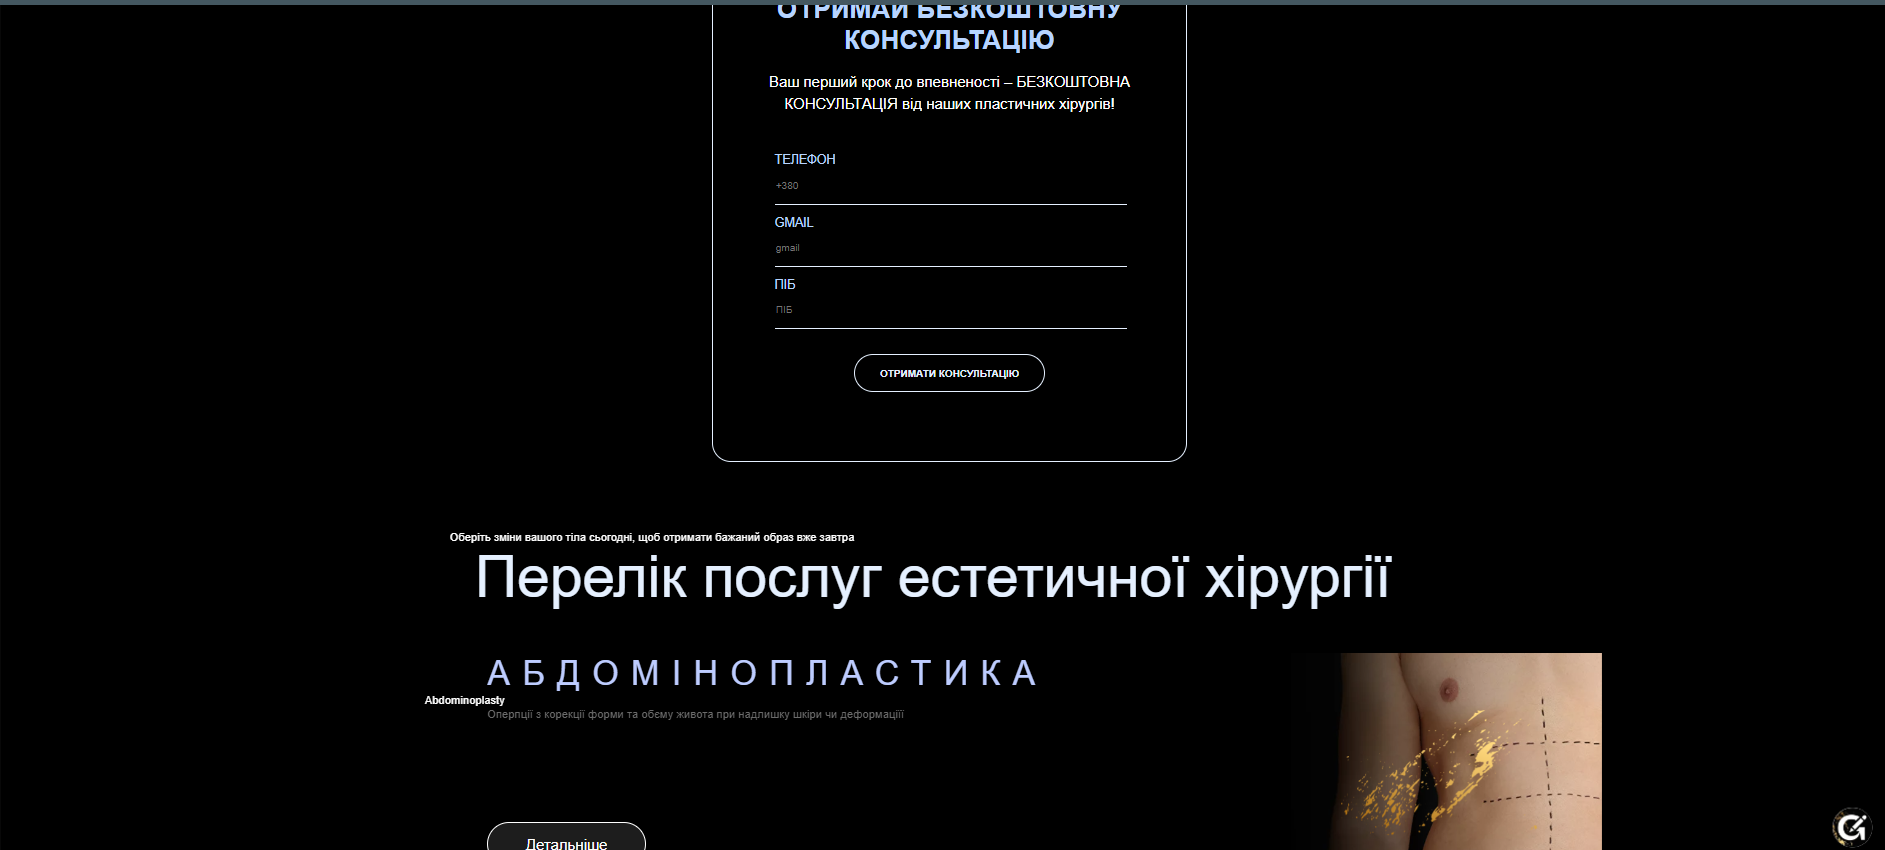 ОТРИМАЙ БЕЗКОШТОВНУ
КОНСУЛЬТАЦІЮ
Ваш перший крок до впевненості – БЕЗКОШТОВНА
КОНСУЛЬТАЦІЯ від наших пластичних хірургів!
ТЕЛЕФОН
+380
GMAIL
gmail
ПІБ
ПІБ
ОТРИМАТИ КОНСУЛЬТАЦІЮ
Оберіть зміни вашого тіла сьогодні, щоб отримати бажаний образ вже завтра
Перелік послуг естетичної хірургії
АБДОМІНОПЛАСТИКА
Abdominoplasty
Оперпції з корекції форми та обєму живота при надлишку шкіри чи деформаціїї
Детальніше